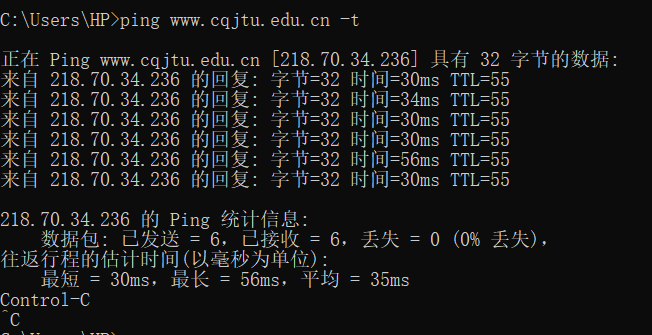 C:\Users\HP>ping www.cqjtu.edu.cn -t
正在 Ping www.cqjtu.edu.cn [218.70.34.236] 具有 32 字节的数据:
来自 218.70.34.236 的回复: 字节=32 时间=30ms TTL=55
来自 218.70.34.236 的回复: 字节=32 时间=34ms TTL=55
来自 218.70.34.236 的回复: 字节=32 时间=30ms TTL=55
来自 218.70.34.236 的回复: 字节=32 时间=30ms TTL=55
来自 218.70.34.236 的回复: 字节=32 时间=56ms TTL=55
来自 218.70.34.236 的回复: 字节=32 时间=30ms TTL=55
218.70.34.236 的 Ping 统计信息:
数据包: 已发送 = 6，已接收 = 6，丢失 = 0 (0% 丢失)，
往返行程的估计时间(以毫秒为单位):
最短 = 30ms，最长 = 56ms，平均 = 35ms
Control-C
^C